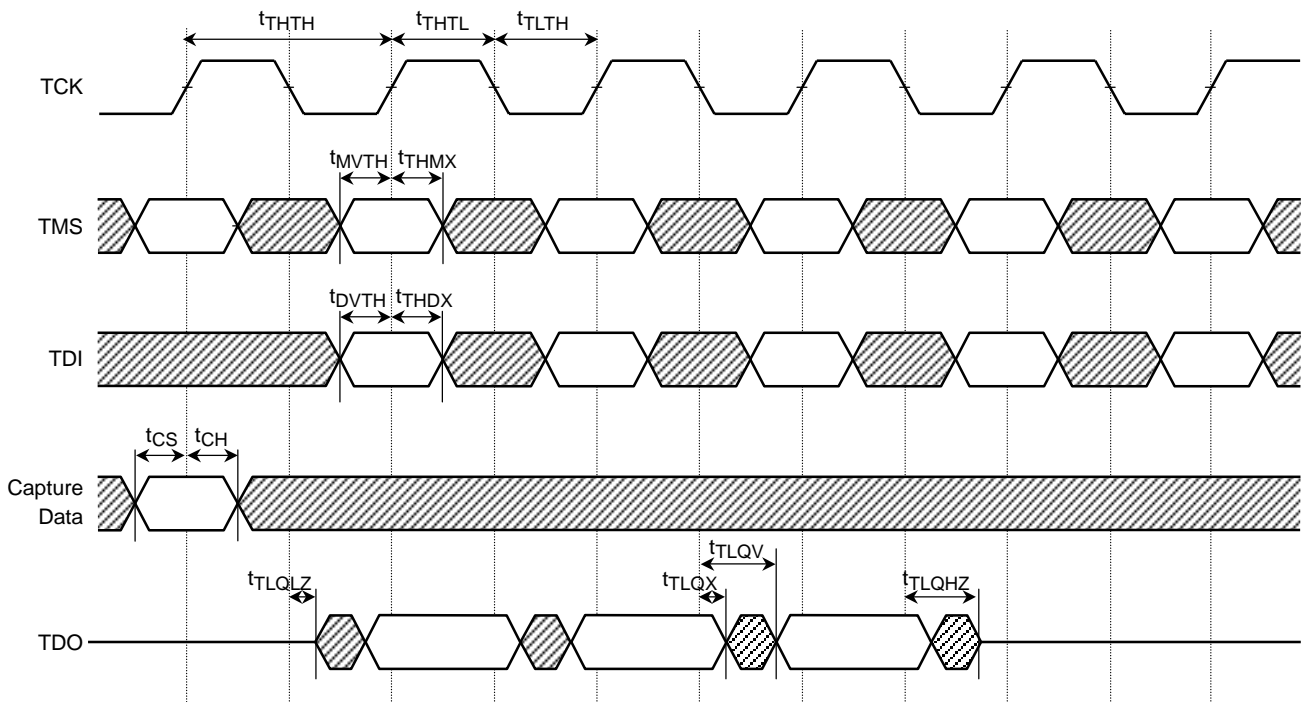 tTHTH tTHTL tTLTH
TCK
tMVTH tTHMX
TMS
tDVTH tTHDX
TDI
tCS tCH
Capture
Data
tTLQV
tTLQLZ tTLQX tTLQHZ
TDO